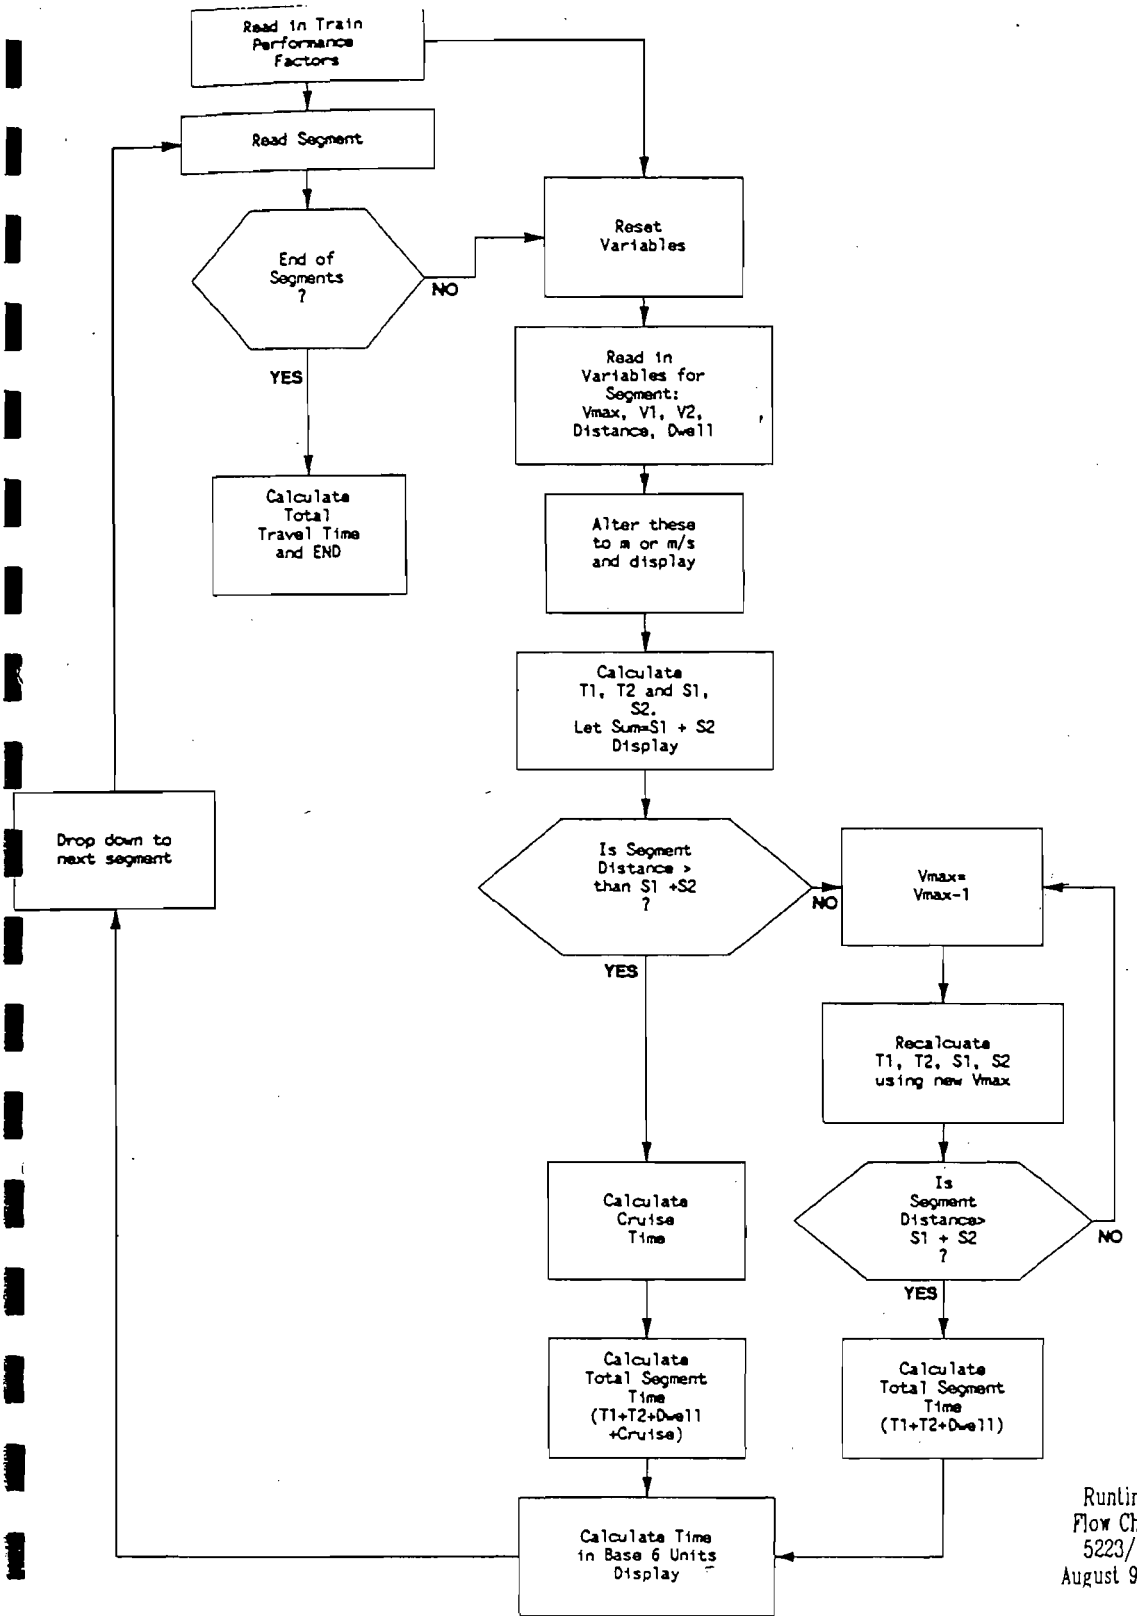 Read in Train
Performance
Factors
Read Segment
End of
Segments
?
NO
YES
Calculate
Total
Travel Time
and END
Reset
Variables
Read in
Variables for
Segment:
Vmax, V1, V2,
Distance, Dwell
Alter these
to m or m/s
and display
Calculate
T1, T2 and S1,
S2.
Let Sum=S1 + S2
Display
Is Segment
Distance >
than S1 +S2
?
NO
YES
Vmax=
Vmax-1
Recalcuate
T1, T2, S1, S2
using new Vmax
Is
Segment
Distance>
S1 + S2
?
NO
YES
Calculate
Cruise
Time
Calculate
Total Segment
Time
(T1+T2+Dwell
+Cruise)
Calculate
Total Segment
Time
(T1+T2+Dwell)
Calculate Time
in Base 6 Units
Display
Drop down to
next segment
Flow
5223/
August 9